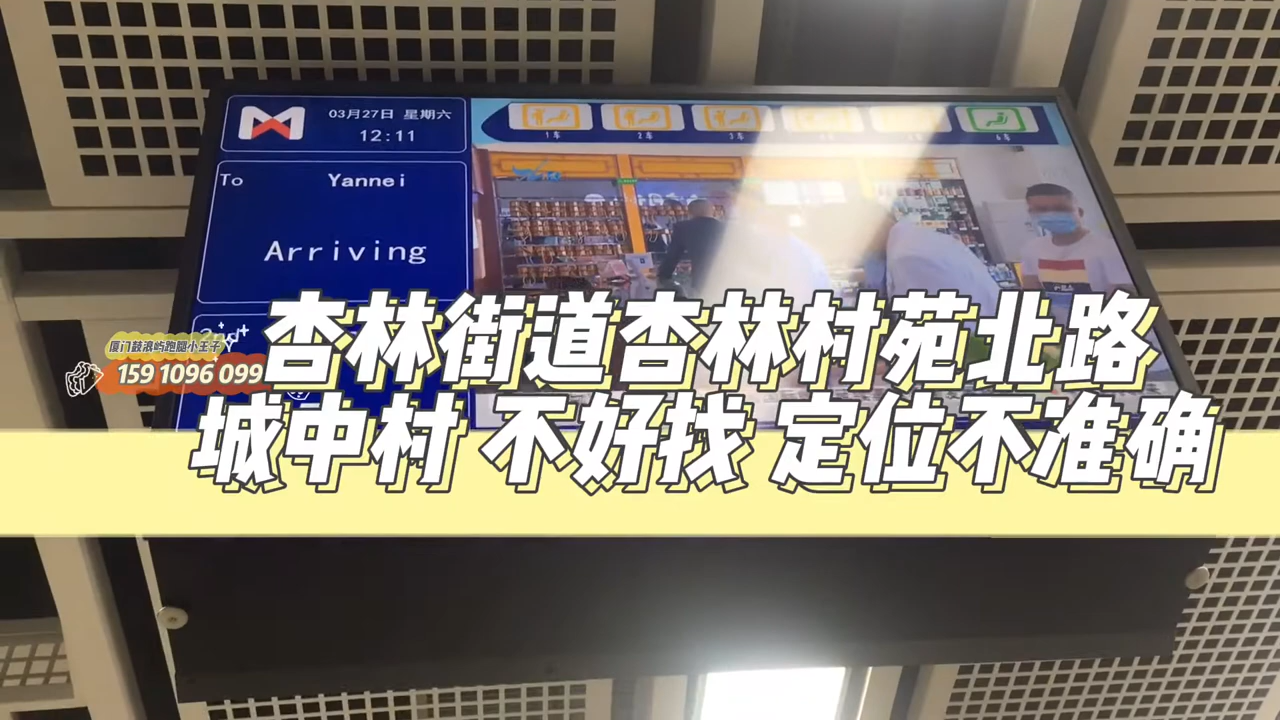 03月27日 星期六
12:11
1车 2车 3车 6车
To Yannei
Arriving
杏林街道杏林村苑北路
厦门鼓浪屿跑腿小王子
159 1096 099
城中村 不好找 定位不准确